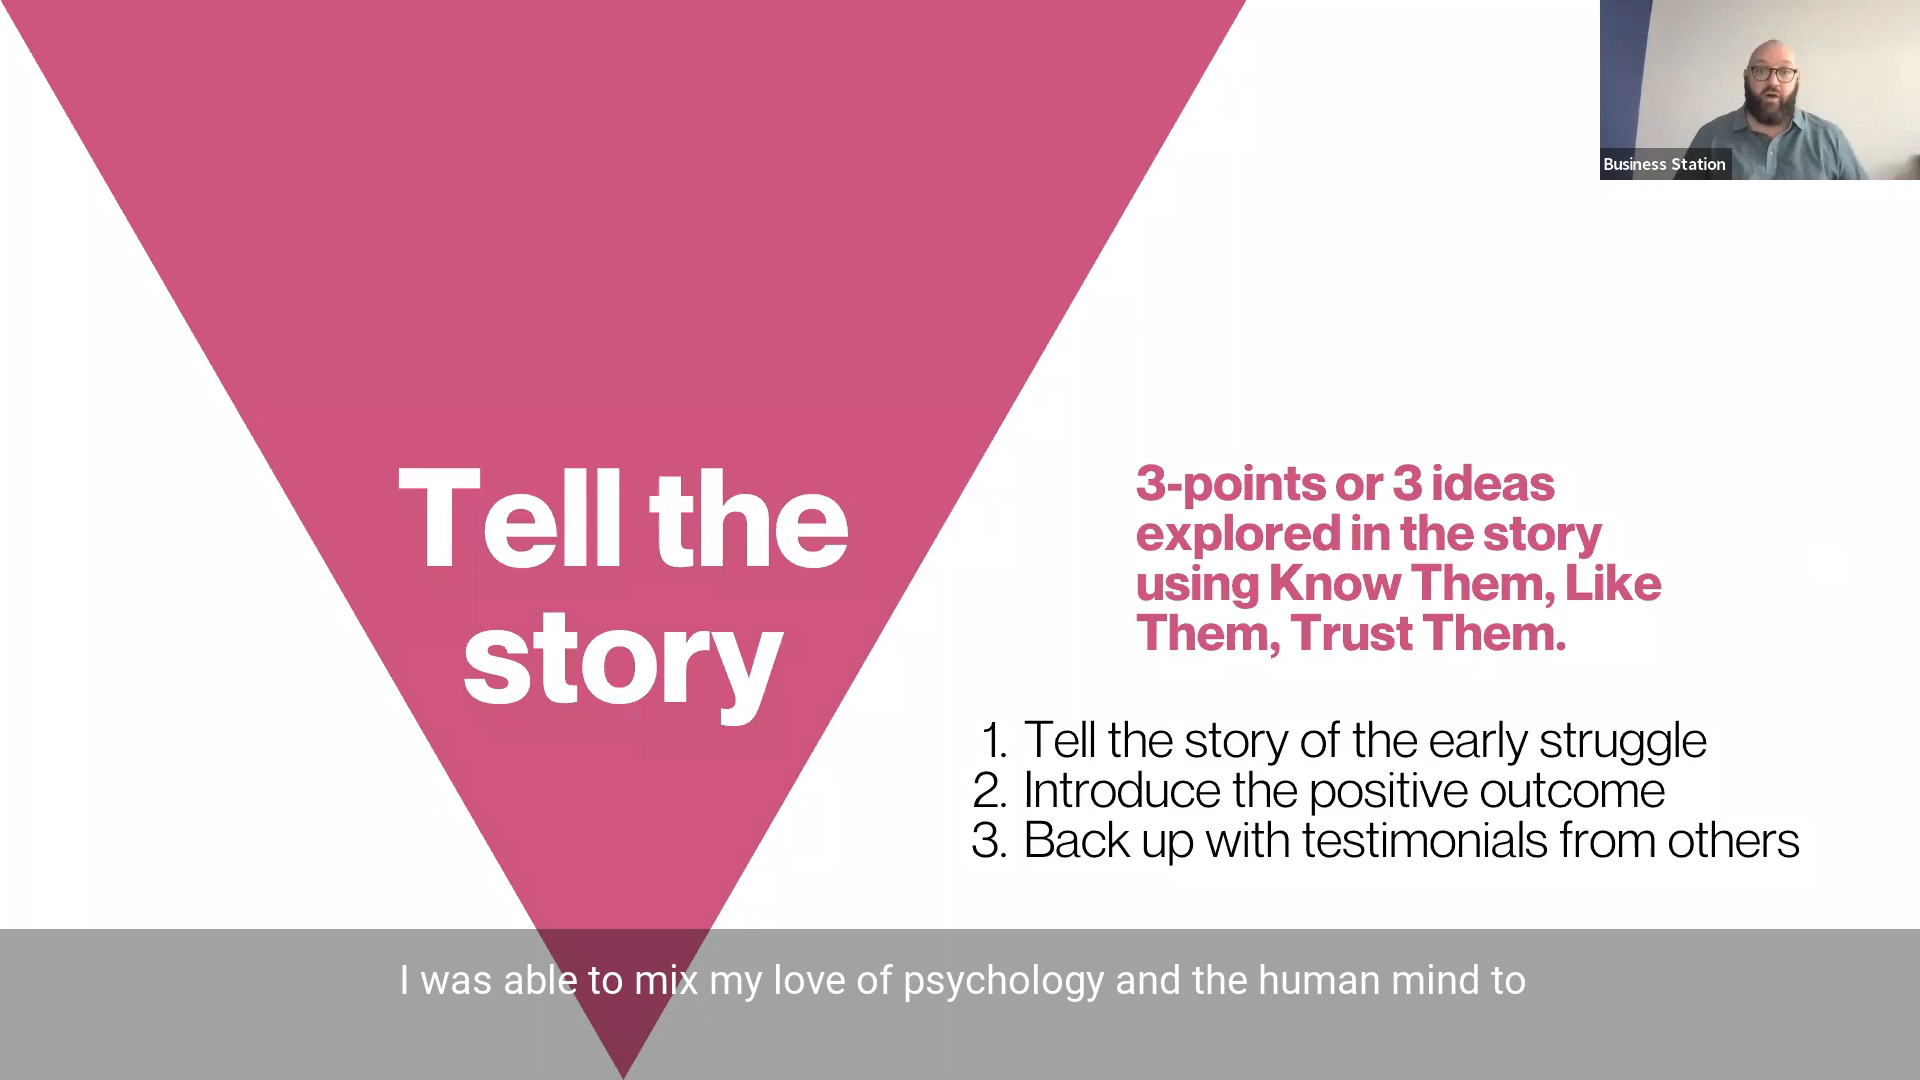 Business Station
Tell the
story
3-points or 3 ideas
explored in the story
using Know Them, Like
Them, Trust Them.
1. Tell the story of the early struggle
2. Introduce the positive outcome
3. Back up with testimonials from others
I was able to mix my love of psychology and the human mind to